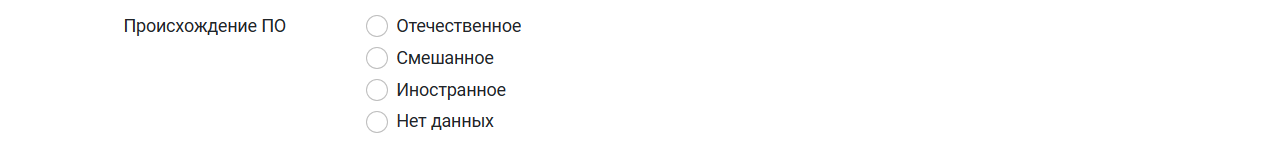 Происхождение ПО
Отечественное
Смешанное
Иностранное
Нет данных